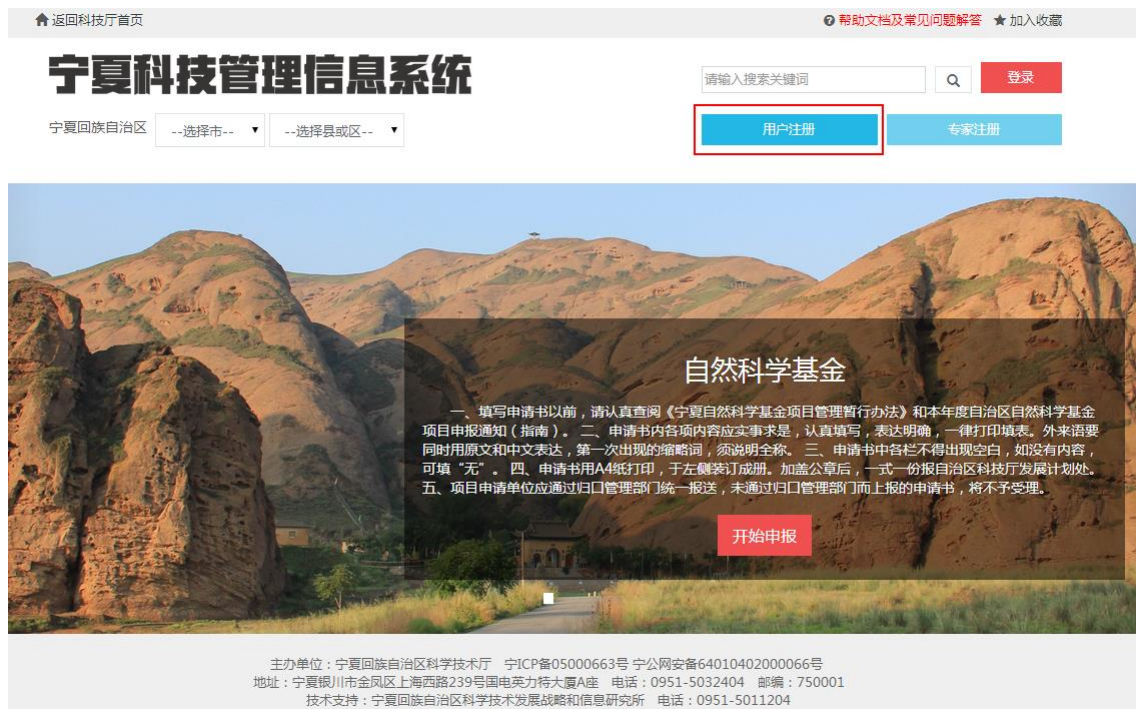 返回科技厅首页
帮助文档及常见问题解答 加入收藏
宁夏科技管理信息系统
请输入搜索关键词
登录
宁夏回族自治区 --选择市-- --选择县或区--
用户注册
专家注册
自然科学基金
一、填写申请书以前，请认真查阅《宁夏自然科学基金项目管理暂行办法》和本年度自治区自然科学基金
项目申报通知（指南）。 二、申请书内各项内容应实事求是，认真填写，表达明确，一律打印填表。外来语要
同时用原文和中文表达，第一次出现的缩略词，须说明全称。 三、申请书中各栏不得出现空白，如没有内容，
可填“无”。 四、申请书用A4纸打印，于左侧装订成册。加盖公章后，一式一份报自治区科技厅发展计划处。
五、项目申请单位应通过归口管理部门统一报送，未通过归口管理部门而上报的申请书，将不予受理。
开始申报
主办单位：宁夏回族自治区科学技术厅 宁ICP备05000663号 宁公网安备64010402000066号
地址：宁夏银川市金凤区上海西路239号国电英力特大厦A座 电话：0951-5032404 邮编：750001
技术支持：宁夏回族自治区科学技术发展战略和信息研究所 电话：0951-5011204